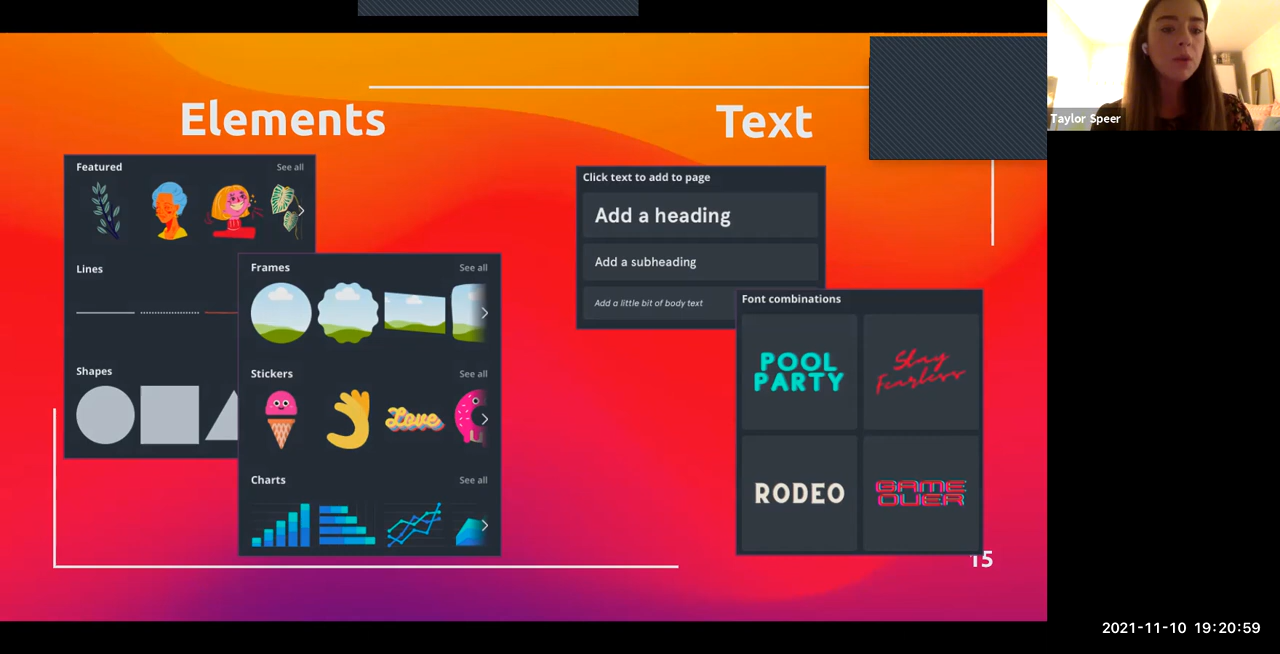 Elements
Text
Featured
See all
Lines
Shapes
Frames
See all
Stickers
See all
Love
Charts
See all
Click text to add to page
Add a heading
Add a subheading
Add a little bit of body text
Font combinations
POOL
PARTY
Stay
Fearless
RODEO
GAME
OVER
15
Taylor Speer
2021-11-10 19:20:59